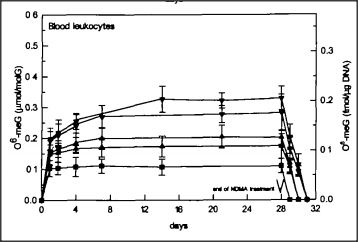 days
Blood leukocytes
O⁶-meG (µmol/molG)
0.6
0.5
0.4
0.3
0.2
0.1
0.0
O⁶-meG (fmol/µg DNA)
0.3
0.2
0.1
0.0
end of NDMA treatment
0 4 8 12 16 20 24 28 32
days